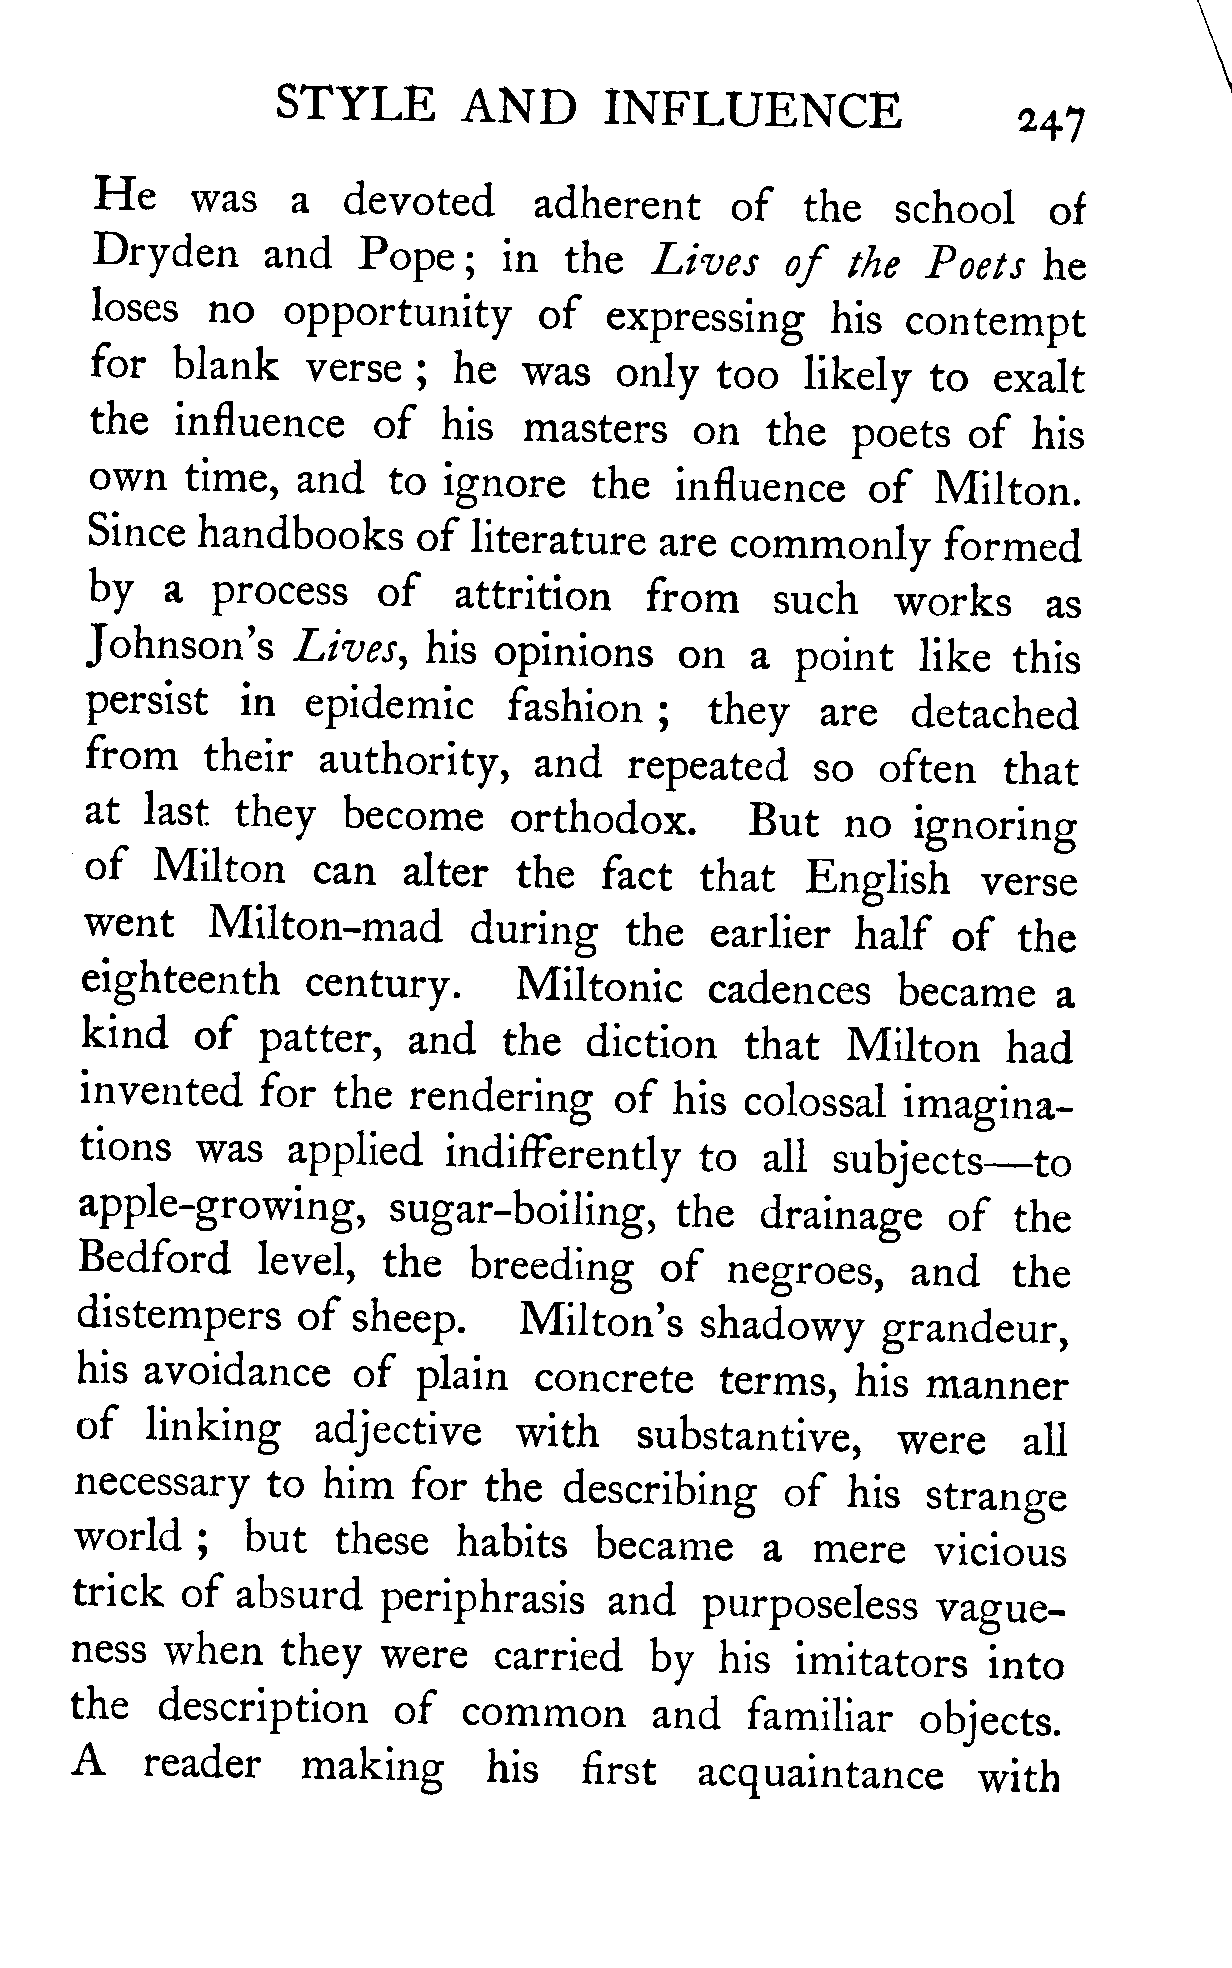 STYLE AND INFLUENCE 247
He was a devoted adherent of the school of
Dryden and Pope; in the Lives of the Poets he
loses no opportunity of expressing his contempt
for blank verse ; he was only too likely to exalt
the influence of his masters on the poets of his
own time, and to ignore the influence of Milton.
Since handbooks of literature are commonly formed
by a process of attrition from such works as
Johnson's Lives, his opinions on a point like this
persist in epidemic fashion ; they are detached
from their authority, and repeated so often that
at last they become orthodox. But no ignoring
of Milton can alter the fact that English verse
went Milton-mad during the earlier half of the
eighteenth century. Miltonic cadences became a
kind of patter, and the diction that Milton had
invented for the rendering of his colossal imagina-
tions was applied indifferently to all subjects—to
apple-growing, sugar-boiling, the drainage of the
Bedford level, the breeding of negroes, and the
distempers of sheep. Milton's shadowy grandeur,
his avoidance of plain concrete terms, his manner
of linking adjective with substantive, were all
necessary to him for the describing of his strange
world ; but these habits became a mere vicious
trick of absurd periphrasis and purposeless vague-
ness when they were carried by his imitators into
the description of common and familiar objects.
A reader making his first acquaintance with